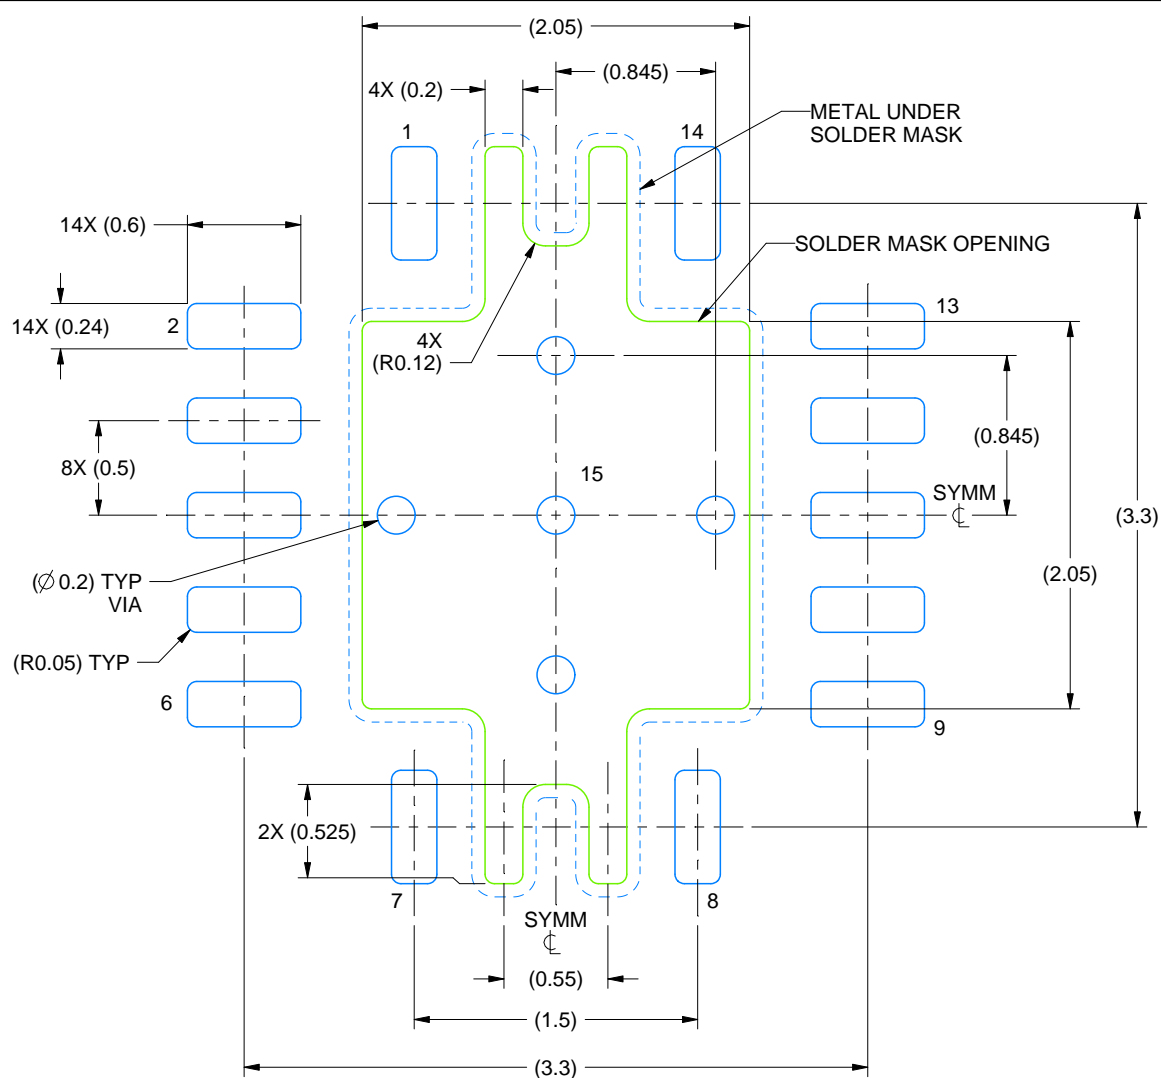 (2.05)
(0.845)
4X (0.2)
METAL UNDER
SOLDER MASK
1
14
14X (0.6)
SOLDER MASK OPENING
2
13
14X (0.24)
4X
(R0.12)
(0.845)
8X (0.5)
15
SYMM
℄
(3.3)
(2.05)
(∅0.2) TYP
VIA
(R0.05) TYP
6
9
2X (0.525)
7
8
SYMM
℄
(0.55)
(1.5)
(3.3)